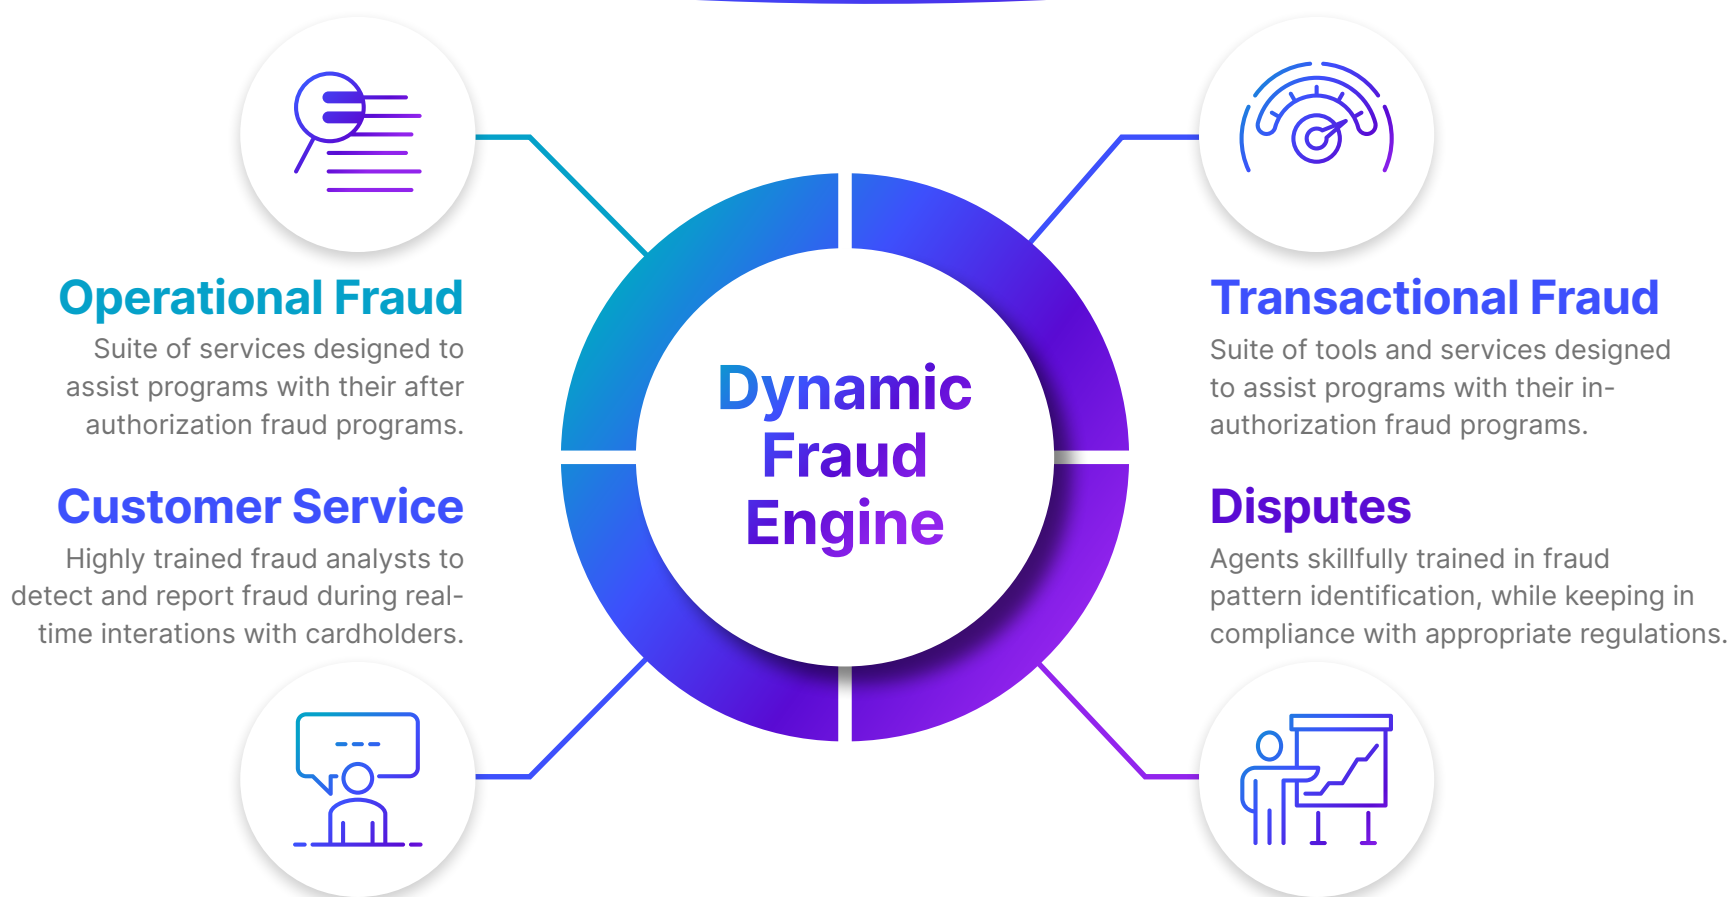 Operational Fraud
Suite of services designed to
assist programs with their after
authorization fraud programs.
Customer Service
Highly trained fraud analysts to
detect and report fraud during real-
time interations with cardholders.
Dynamic
Fraud
Engine
Transactional Fraud
Suite of tools and services designed
to assist programs with their in-
authorization fraud programs.
Disputes
Agents skillfully trained in fraud
pattern identification, while keeping in
compliance with appropriate regulations.